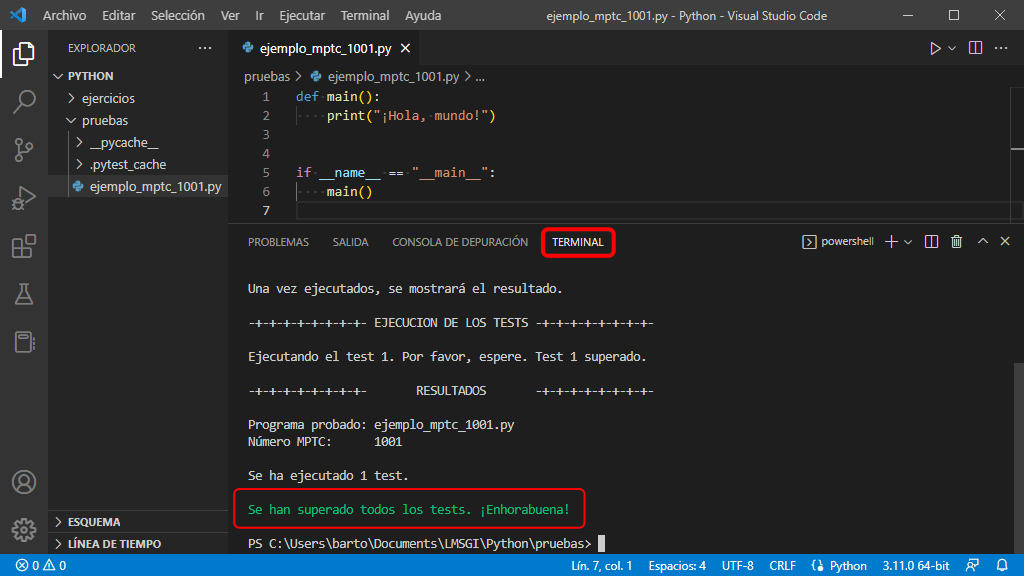 Archivo Editar Selección Ver Ir Ejecutar Terminal Ayuda ejemplo_mptc_1001.py - Python - Visual Studio Code
EXPLORADOR ···
PYTHON
ejercicios
pruebas
__pycache__
.pytest_cache
ejemplo_mptc_1001.py
ESQUEMA
LÍNEA DE TIEMPO
ejemplo_mptc_1001.py
pruebas > ejemplo_mptc_1001.py > ...
1 def main():
2 ····print("¡Hola, mundo!")
3
4
5 if __name__ == "__main__":
6 ····main()
7
PROBLEMAS SALIDA CONSOLA DE DEPURACIÓN TERMINAL powershell
Una vez ejecutados, se mostrará el resultado.
-+-+-+-+-+-+-+-+- EJECUCION DE LOS TESTS -+-+-+-+-+-+-+-+-
Ejecutando el test 1. Por favor, espere. Test 1 superado.
-+-+-+-+-+-+-+-+- RESULTADOS -+-+-+-+-+-+-+-+-
Programa probado: ejemplo_mptc_1001.py
Número MPTC: 1001
Se ha ejecutado 1 test.
Se han superado todos los tests. ¡Enhorabuena!
PS C:\Users\barto\Documents\LMSGI\Python\pruebas>
0 0 Lín. 7, col. 1 Espacios: 4 UTF-8 CRLF Python 3.11.0 64-bit